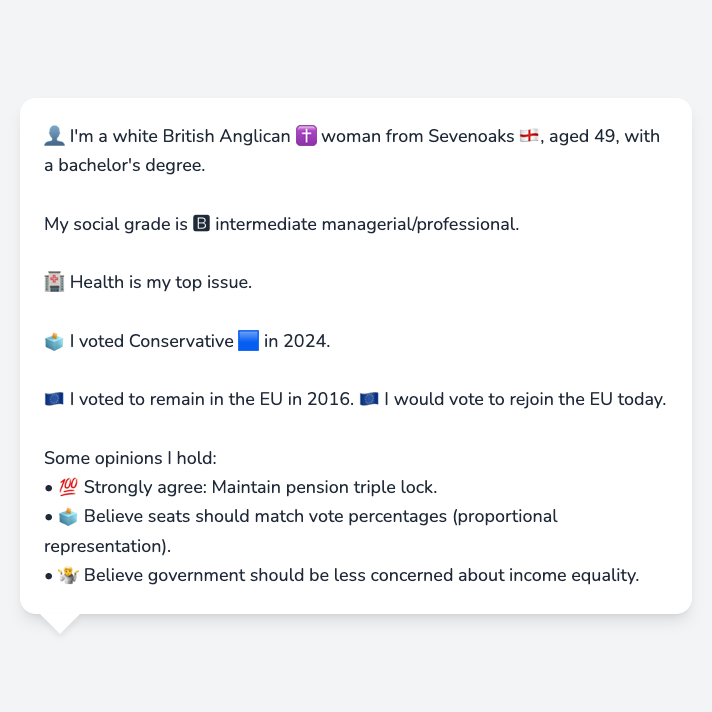 👤 I'm a white British Anglican ✝️ woman from Sevenoaks 🏴󠁧󠁢󠁥󠁮󠁧󠁿, aged 49, with
a bachelor's degree.
My social grade is 🅱 intermediate managerial/professional.
🏥 Health is my top issue.
🗳️ I voted Conservative 🟦 in 2024.
🇪🇺 I voted to remain in the EU in 2016. 🇪🇺 I would vote to rejoin the EU today.
Some opinions I hold:
• 💯 Strongly agree: Maintain pension triple lock.
• 🗳️ Believe seats should match vote percentages (proportional
representation).
• 🤷 Believe government should be less concerned about income equality.